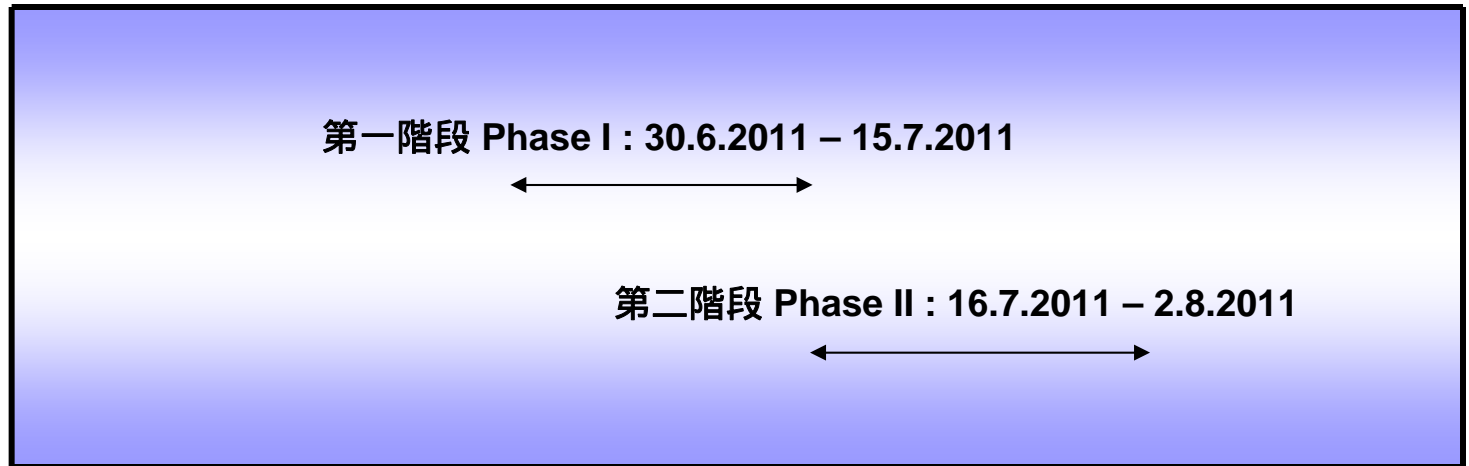 第一階段 Phase I : 30.6.2011 – 15.7.2011
第二階段 Phase II : 16.7.2011 – 2.8.2011